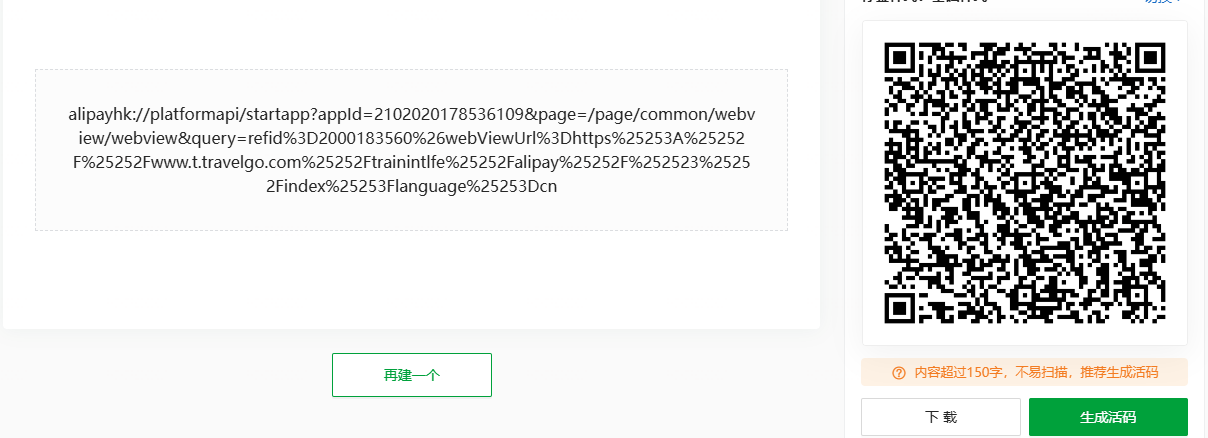 alipayhk://platformapi/startapp?appId=2102020178536109&page=/page/common/webv
iew/webview&query=refid%3D2000183560%26webViewUrl%3Dhttps%25253A%25252
F%25252Fwww.t.travelgo.com%25252Ftrainintlfe%25252Falipay%25252F%252523%2525
2Findex%25253Flanguage%25253Dcn
再建一个
内容超过150字，不易扫描，推荐生成活码
下 载
生成活码